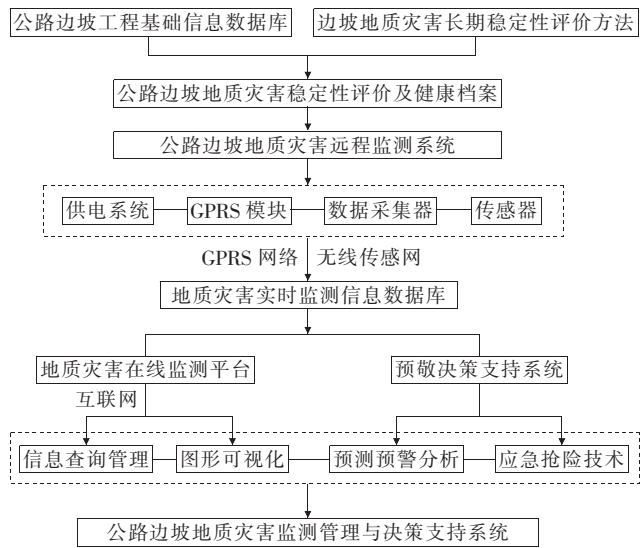 公路边坡工程基础信息数据库
边坡地质灾害长期稳定性评价方法
公路边坡地质灾害稳定性评价及健康档案
公路边坡地质灾害远程监测系统
供电系统
GPRS 模块
数据采集器
传感器
GPRS 网络
无线传感网
地质灾害实时监测信息数据库
地质灾害在线监测平台
预敬决策支持系统
互联网
信息查询管理
图形可视化
预测预警分析
应急抢险技术
公路边坡地质灾害监测管理与决策支持系统